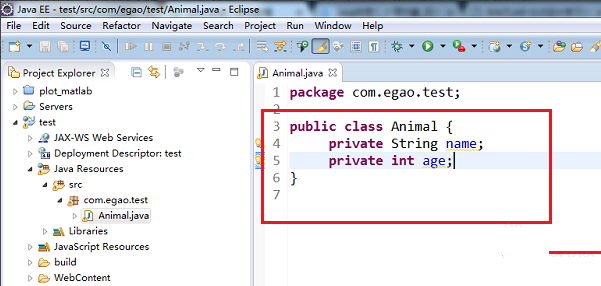 Java EE - test/src/com/egao/test/Animal.java - Eclipse
File Edit Source Refactor Navigate Search Project Run Window Help
Project Explorer
plot_matlab
Servers
test
JAX-WS Web Services
Deployment Descriptor: test
Java Resources
src
com.egao.test
Animal.java
Libraries
JavaScript Resources
build
WebContent
Animal.java
1 package com.egao.test;
2
3 public class Animal {
4 private String name;
5 private int age;
6 }
7